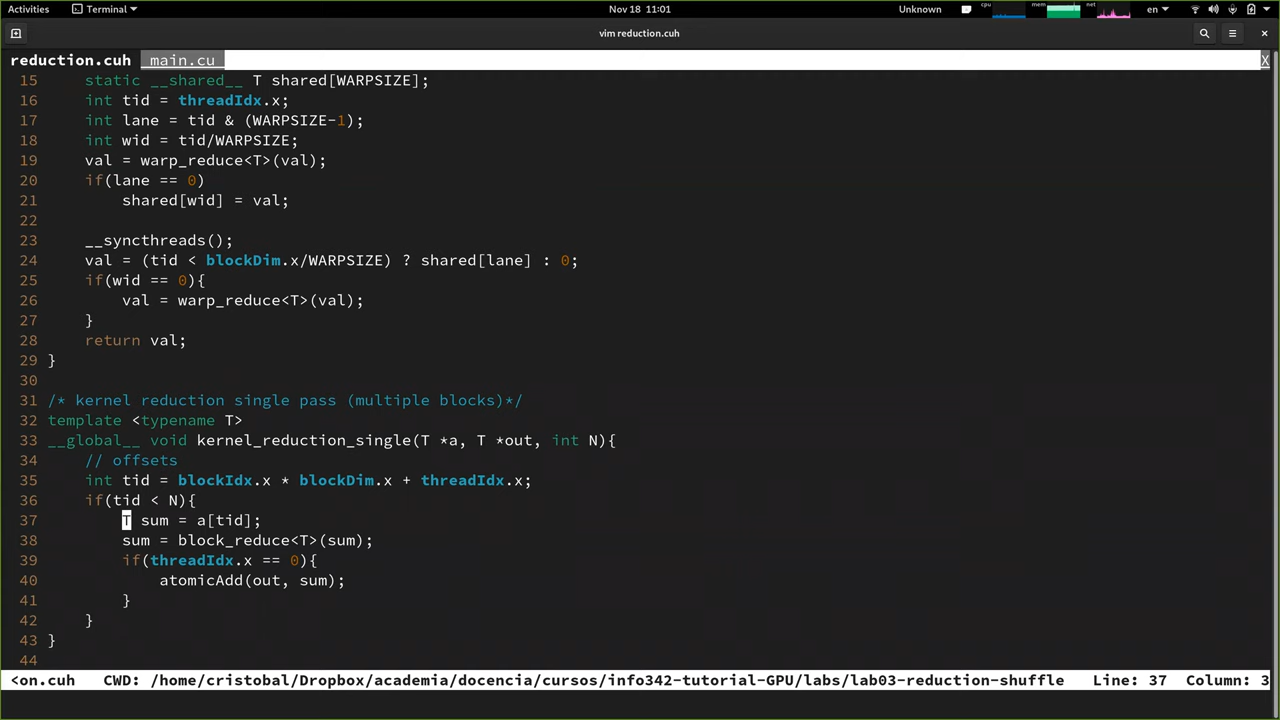 Activities Terminal Nov 18 11:01 Unknown cpu mem net en
vim reduction.cuh
reduction.cuh main.cu X
15 static __shared__ T shared[WARPSIZE];
16 int tid = threadIdx.x;
17 int lane = tid & (WARPSIZE-1);
18 int wid = tid/WARPSIZE;
19 val = warp_reduce<T>(val);
20 if(lane == 0)
21 shared[wid] = val;
22
23 __syncthreads();
24 val = (tid < blockDim.x/WARPSIZE) ? shared[lane] : 0;
25 if(wid == 0){
26 val = warp_reduce<T>(val);
27 }
28 return val;
29 }
30
31 /* kernel reduction single pass (multiple blocks)*/
32 template <typename T>
33 __global__ void kernel_reduction_single(T *a, T *out, int N){
34 // offsets
35 int tid = blockIdx.x * blockDim.x + threadIdx.x;
36 if(tid < N){
37 T sum = a[tid];
38 sum = block_reduce<T>(sum);
39 if(threadIdx.x == 0){
40 atomicAdd(out, sum);
41 }
42 }
43 }
44
<on.cuh CWD: /home/cristobal/Dropbox/academia/docencia/cursos/info342-tutorial-GPU/labs/lab03-reduction-shuffle Line: 37 Column: 3